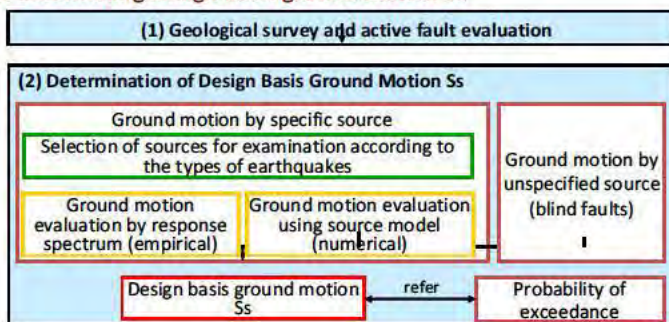 (1) Geological survey and active fault evaluation
(2) Determination of Design Basis Ground Motion Ss
Ground motion by specific source
Selection of sources for examination according to
the types of earthquakes
Ground motion
evaluation by response
spectrum (empirical)
Ground motion evaluation
using source model
(numerical)
Ground motion by
unspecified source
(blind faults)
Design basis ground motion
Ss
refer
Probability of
exceedance